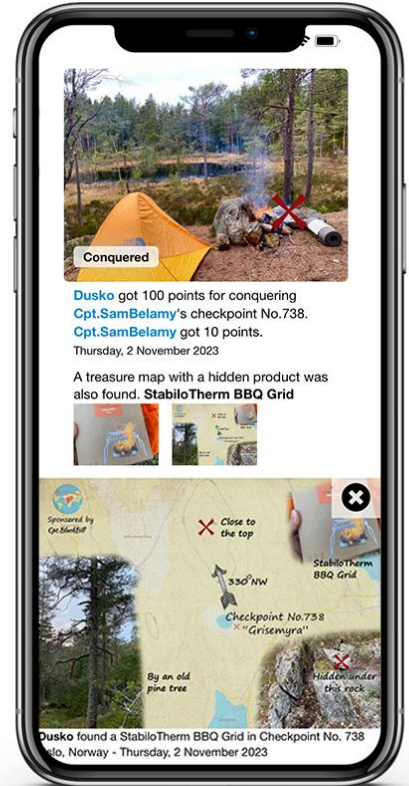 Conquered
Dusko got 100 points for conquering
Cpt.SamBelamy's checkpoint No.738.
Cpt.SamBelamy got 10 points.
Thursday, 2 November 2023
A treasure map with a hidden product was
also found. StabiloTherm BBQ Grid
Sponsored by
Cpt.BlackBill
Close to
the top
StabiloTherm
BBQ Grid
330°NW
Checkpoint No.738
"Grisemyra"
By an old
pine tree
Hidden under
this rock
Dusko found a StabiloTherm BBQ Grid in Checkpoint No. 738
slo, Norway - Thursday, 2 November 2023